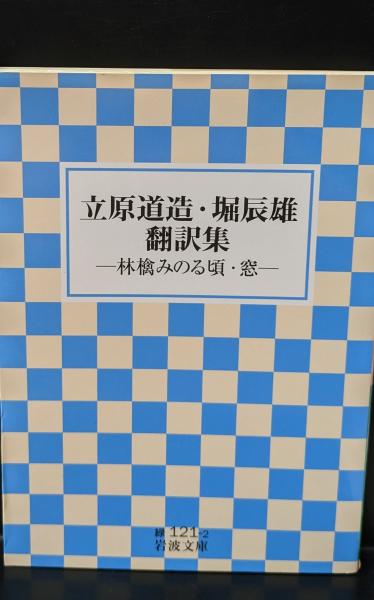 立原道造・堀辰雄
翻訳集
―林檎みのる頃・窓―
緑 121-2
岩波文庫